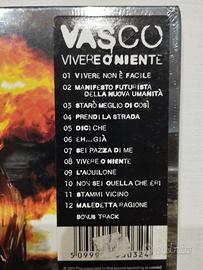 VASCO
VIVERE O NIENTE
01 VIVERE NON È FACILE
02 MANIFESTO FUTURISTA
DELLA NUOVA UMANITÀ
03 STARÒ MEGLIO DI COSÌ
04 PRENDI LA STRADA
05 DICI CHE
06 EH...GIÀ
07 SEI PAZZA DI ME
08 VIVERE O NIENTE
09 L'AQUILONE
10 NON SEI QUELLA CHE ERI
11 STAMMI VICINO
12 MALEDETTA RAGIONE
BONUS TRACK